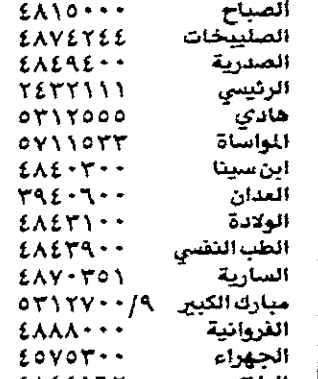 الصباح ٤٨١٥٠٠٠
الصليبخات ٤٨٧٤٢٤٤
الصدرية ٤٨٤٩٤٠٠
الرئيسي ٢٤٣٢١١١
هادي ٥٣١٢٥٥٥
المواساة ٥٧١١٥٣٣
ابن سينا ٤٨٤٠٣٠٠
العدان ٣٩٤٠٦٠٠
الولادة ٤٨٤٣١٠٠
الطب النفسي ٤٨٤٣٩٠٠
السارية ٤٨٧٠٣٥١
مبارك الكبير ٥٣١٢٧٠٠/٩
الفروانية ٤٨٨٨٠٠٠
الجهراء ٤٥٧٥٣٠٠